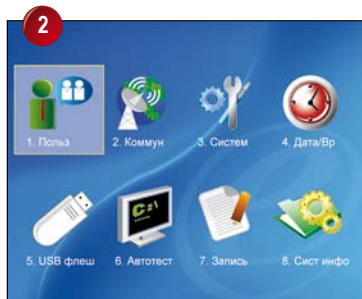 2
1. Польз
2. Коммун
3. Систем
4. Дата/Вр
C:\
5. USB флеш
6. Автотест
7. Запись
8. Сист инфо